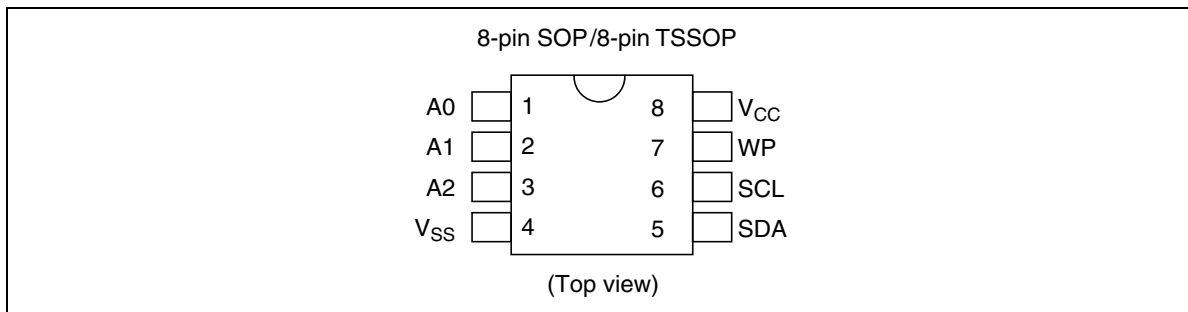 8-pin SOP/8-pin TSSOP
A0 1 8 VCC
A1 2 7 WP
A2 3 6 SCL
VSS 4 5 SDA
(Top view)